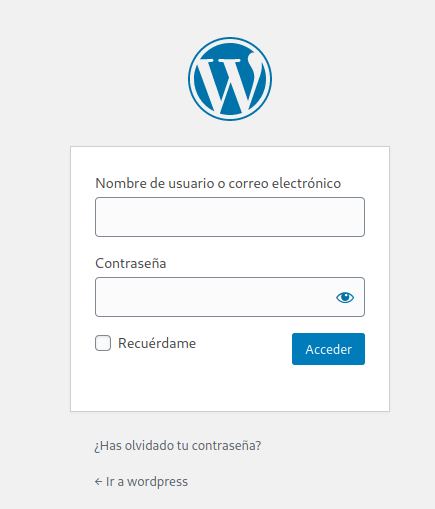 Nombre de usuario o correo electrónico
Contraseña
Recuérdame
Acceder
¿Has olvidado tu contraseña?
← Ir a wordpress